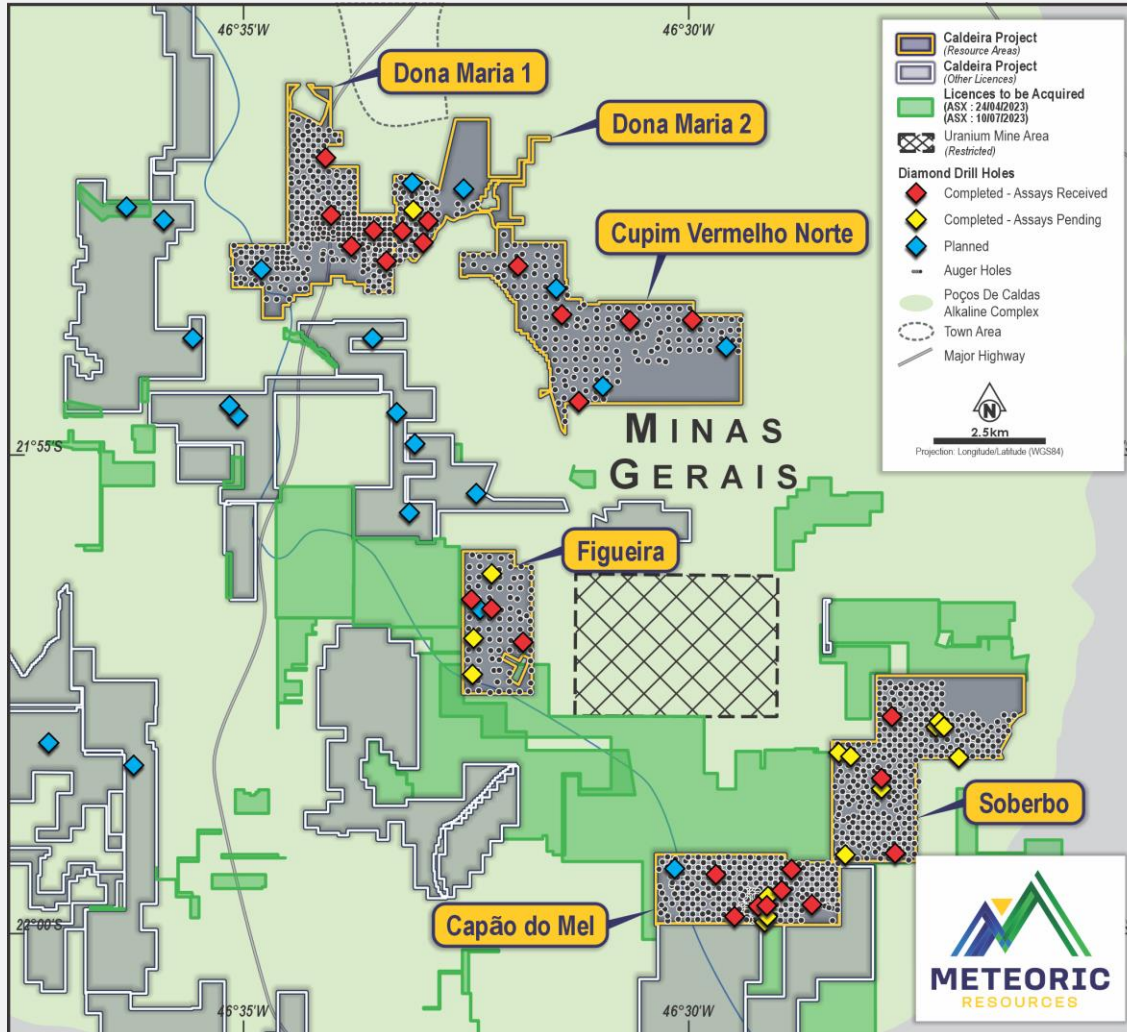 46°35'W
46°30'W
Dona Maria 1
Dona Maria 2
Cupim Vermelho Norte
Caldeira Project
(Resource Areas)
Caldeira Project
(Other Licences)
Licences to be Acquired
(ASX : 24/04/2023)
(ASX : 10/07/2023)
Uranium Mine Area
(Restricted)
Diamond Drill Holes
Completed - Assays Received
Completed - Assays Pending
Planned
Auger Holes
Poços De Caldas
Alkaline Complex
Town Area
Major Highway
N
2.5km
Projection: Longitude/Latitude (WGS84)
21°55'S
MINAS
GERAIS
Figueira
Soberbo
Capão do Mel
22°00'S
46°35'W
46°30'W
METEORIC
RESOURCES